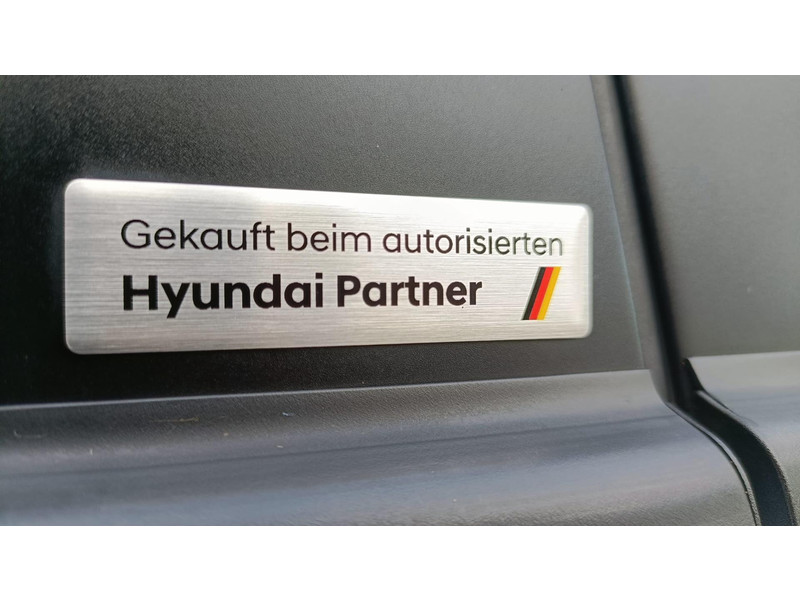 Gekauft beim autorisierten
Hyundai Partner